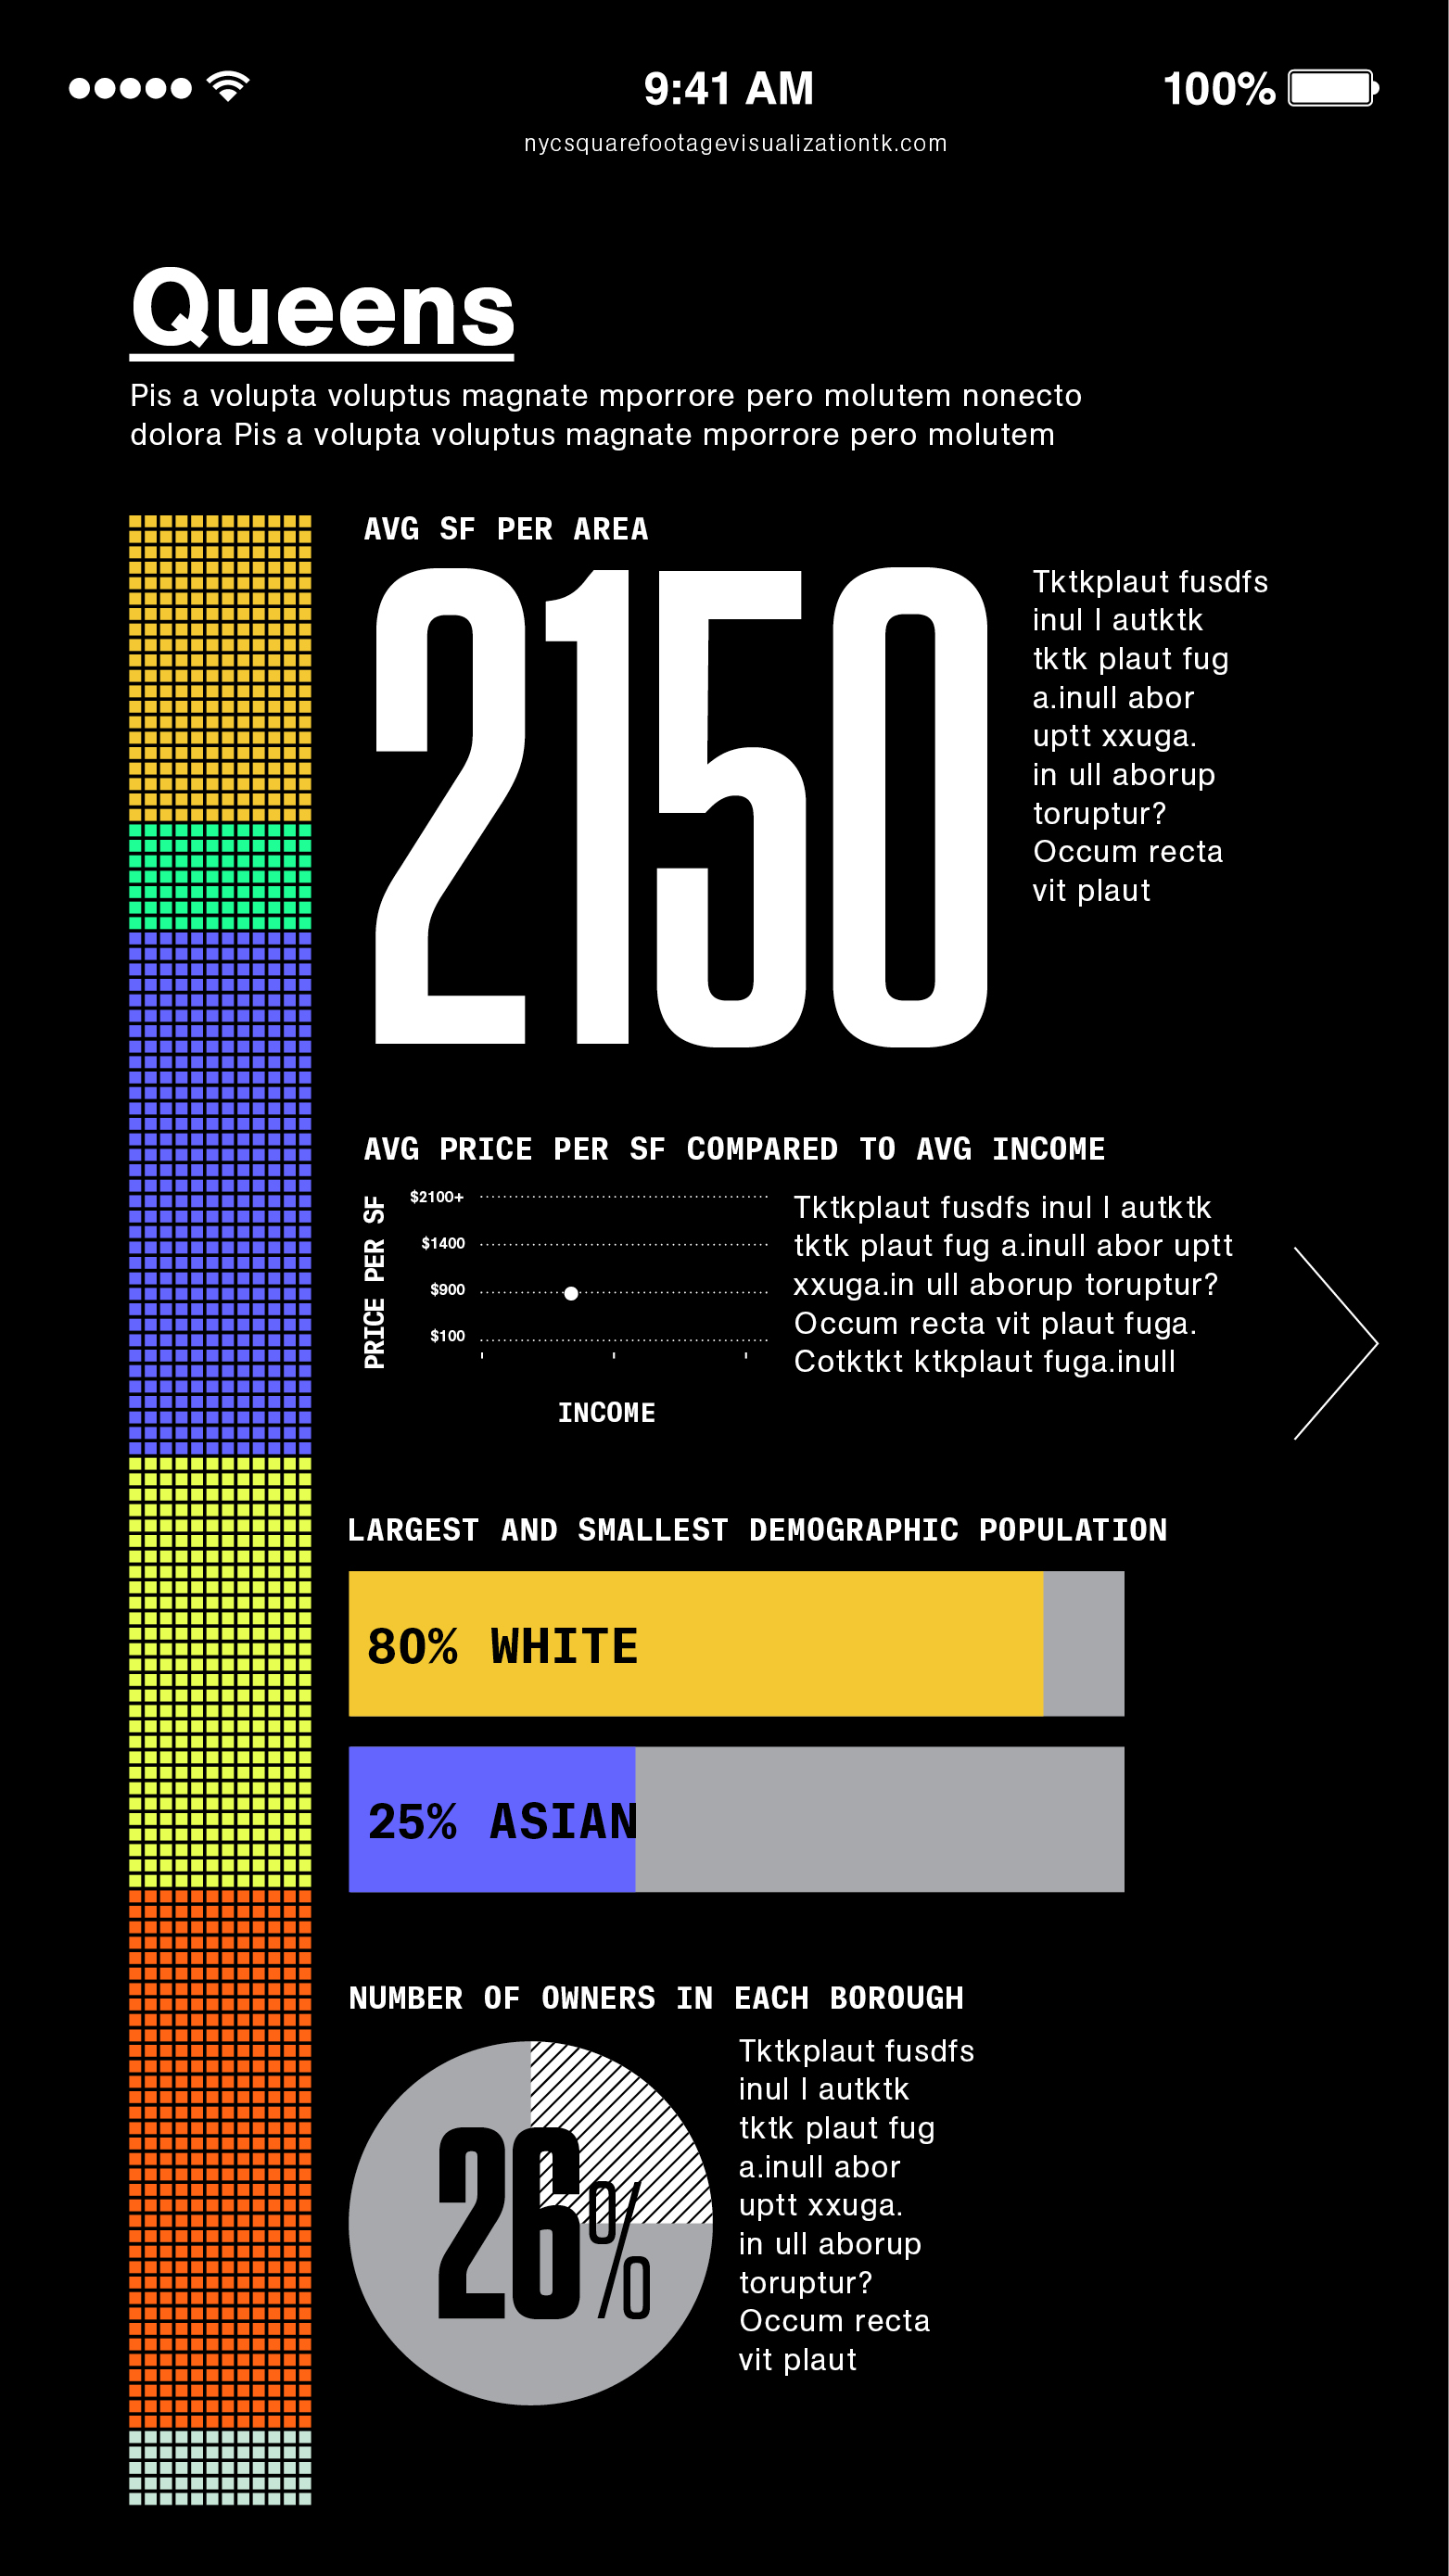 9:41 AM
100%
nycsquarefootagevisualizationtk.com
Queens
Pis a volupta voluptus magnate mporrore pero molutem nonecto
dolora Pis a volupta voluptus magnate mporrore pero molutem
AVG SF PER AREA
2150
Tktkplaut fusdfs
inul l autktk
tktk plaut fug
a.inull abor
uptt xxuga.
in ull aborup
toruptur?
Occum recta
vit plaut
AVG PRICE PER SF COMPARED TO AVG INCOME
PRICE PER SF
$2100+
$1400
$900
$100
INCOME
Tktkplaut fusdfs inul l autktk
tktk plaut fug a.inull abor uptt
xxuga.in ull aborup toruptur?
Occum recta vit plaut fuga.
Cotktkt ktkplaut fuga.inull
LARGEST AND SMALLEST DEMOGRAPHIC POPULATION
80% WHITE
25% ASIAN
NUMBER OF OWNERS IN EACH BOROUGH
26%
Tktkplaut fusdfs
inul l autktk
tktk plaut fug
a.inull abor
uptt xxuga.
in ull aborup
toruptur?
Occum recta
vit plaut